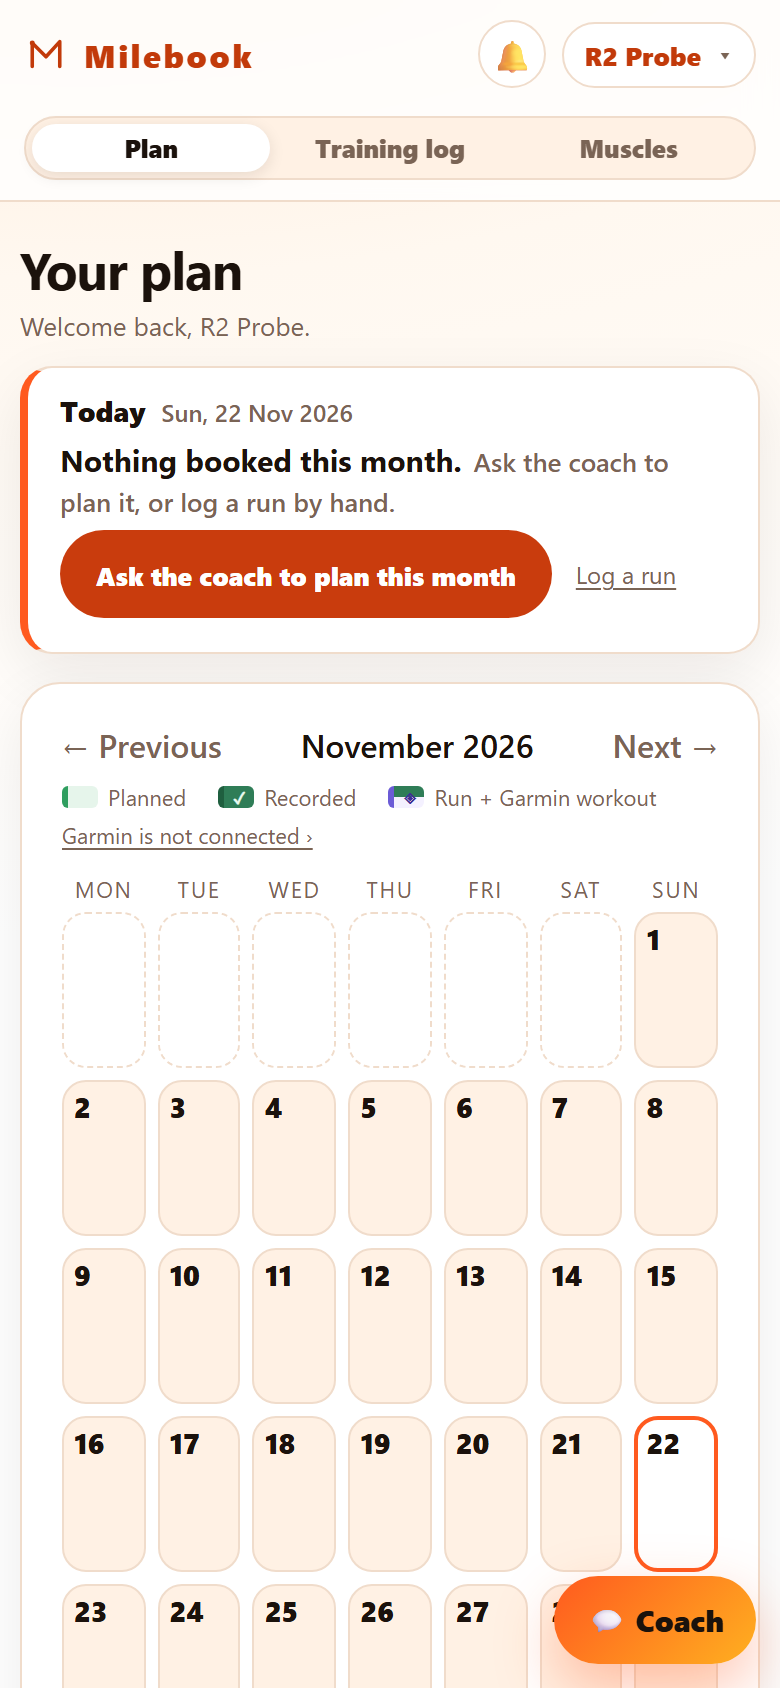 Milebook
R2 Probe
Plan Training log Muscles
Your plan
Welcome back, R2 Probe.
Today Sun, 22 Nov 2026
Nothing booked this month. Ask the coach to
plan it, or log a run by hand.
Ask the coach to plan this month Log a run
← Previous November 2026 Next →
Planned Recorded Run + Garmin workout
Garmin is not connected ›
MON TUE WED THU FRI SAT SUN
1
2 3 4 5 6 7 8
9 10 11 12 13 14 15
16 17 18 19 20 21 22
23 24 25 26 27
Coach